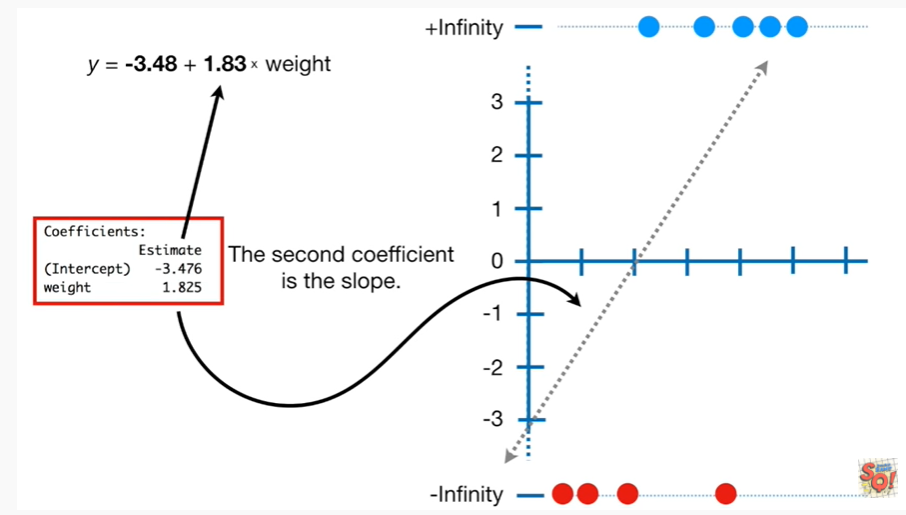 y = -3.48 + 1.83 × weight
Coefficients:
Estimate
(Intercept) -3.476
weight 1.825
The second coefficient
is the slope.
+Infinity
3
2
1
0
-1
-2
-3
-Infinity
SQ!